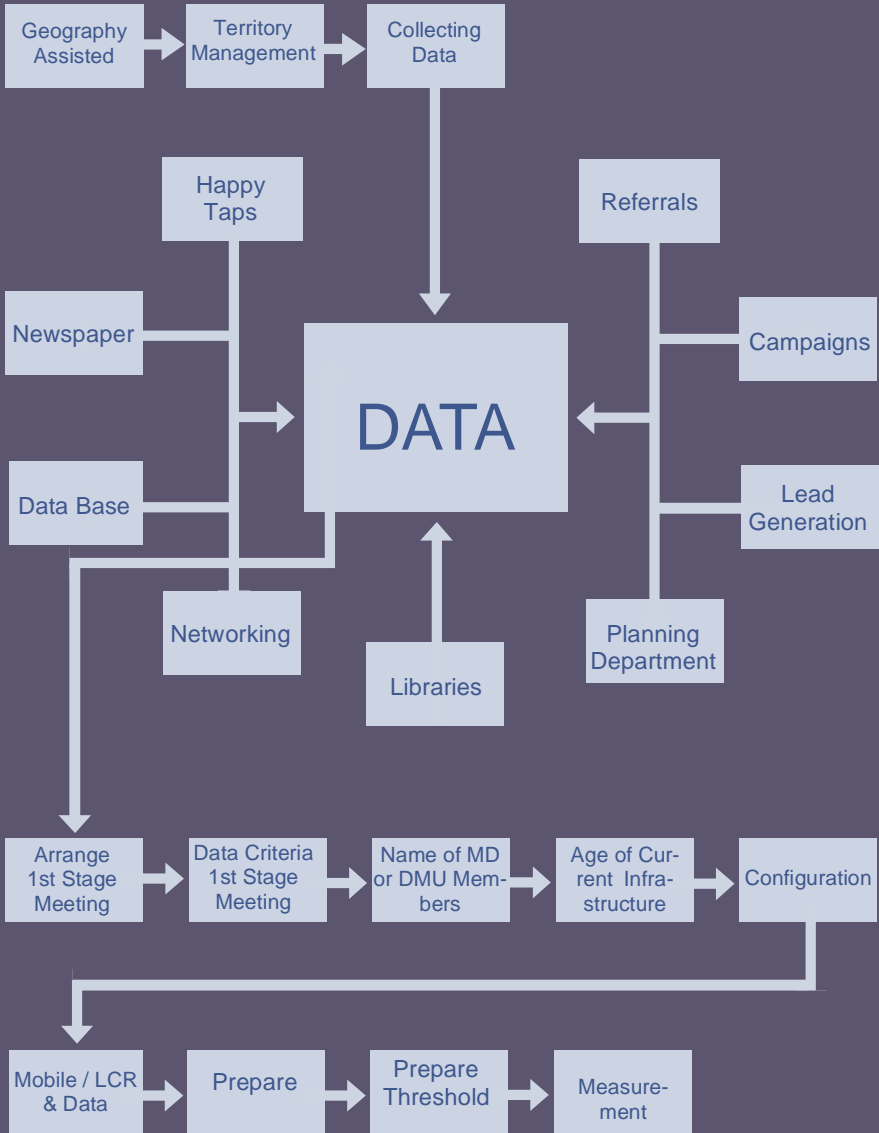 Geography
Assisted
Territory
Management
Collecting
Data
Happy
Taps
Referrals
Newspaper
Campaigns
DATA
Data Base
Lead
Generation
Networking
Planning
Department
Libraries
Arrange
1st Stage
Meeting
Data Criteria
1st Stage
Meeting
Name of MD
or DMU Mem-
bers
Age of Cur-
rent Infra-
structure
Configuration
Mobile / LCR
& Data
Prepare
Prepare
Threshold
Measure-
ment